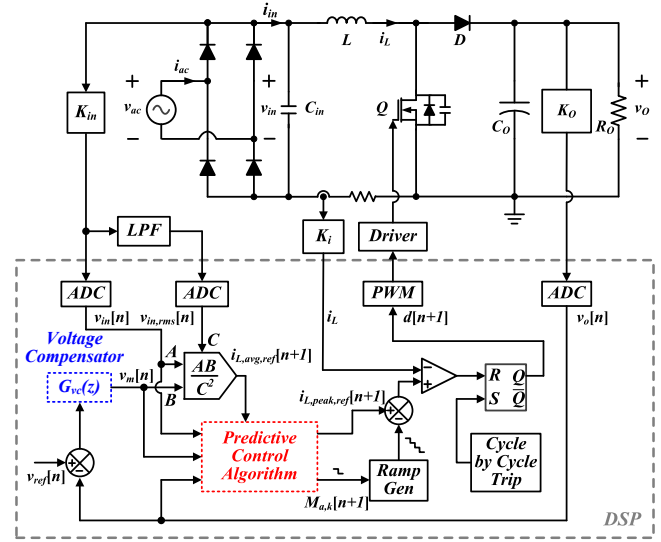 i_in
L
i_L
D
i_ac
+
v_ac
−
+
v_in
−
C_in
Q
C_O
K_O
R_O
+
v_O
−
K_in
LPF
K_i
Driver
ADC
ADC
PWM
ADC
v_in[n]
v_in,rms[n]
i_L
d[n+1]
v_o[n]
Voltage
Compensator
A
C
i_L,avg,ref[n+1]
G_vc(z)
v_m[n]
B
AB
C^2
−
+
R Q
S Q̅
i_L,peak,ref[n+1]
+
−
Predictive
Control
Algorithm
Cycle
by Cycle
Trip
v_ref[n]
+
−
Ramp
Gen
M_a,k[n+1]
DSP